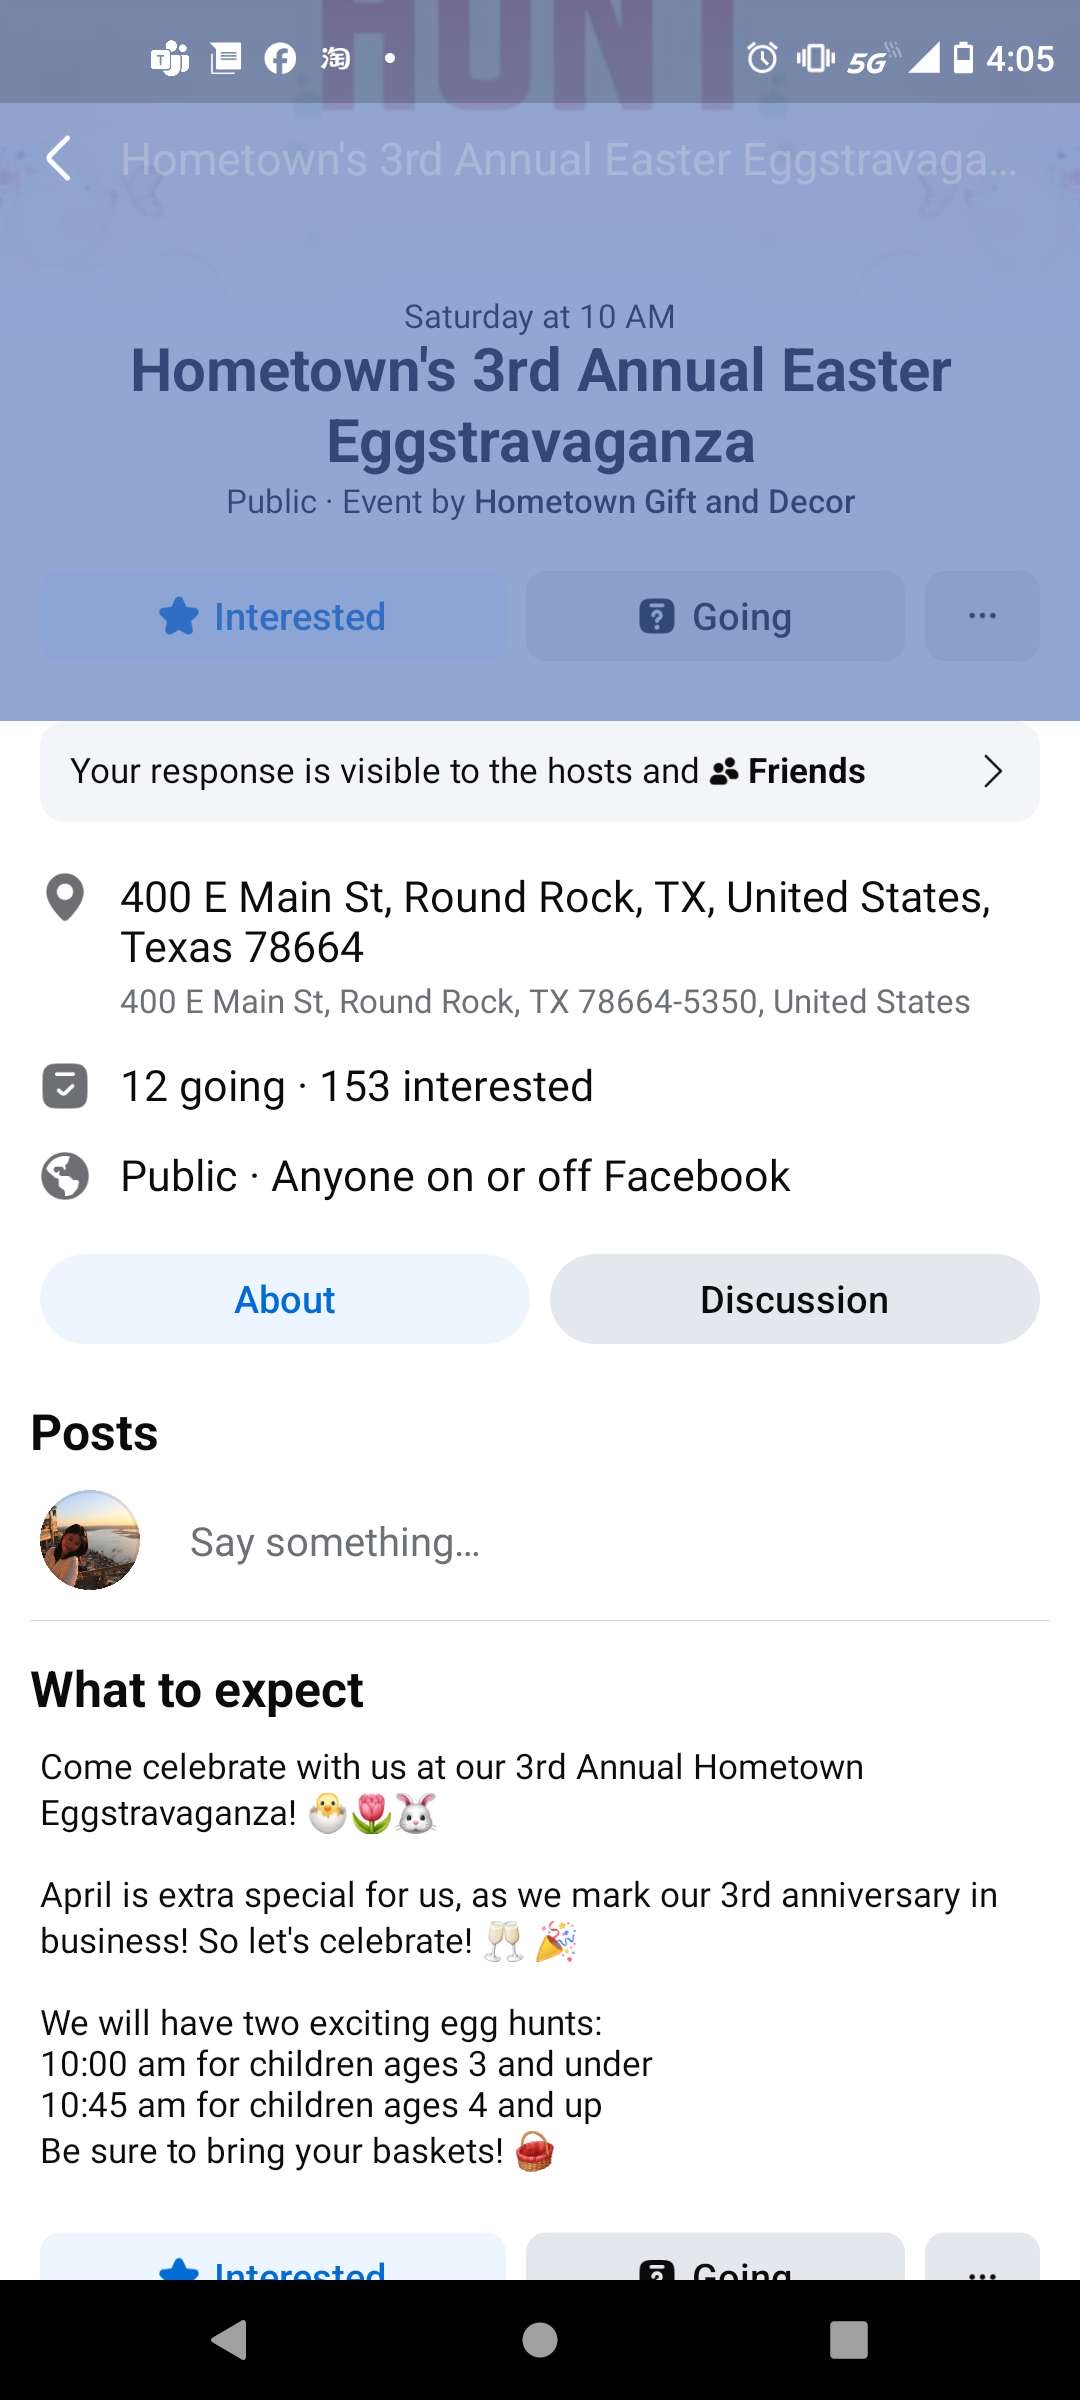 HUNT
4:05
5G
淘
Hometown's 3rd Annual Easter Eggstravaga...
Saturday at 10 AM
Hometown's 3rd Annual Easter
Eggstravaganza
Public · Event by Hometown Gift and Decor
Interested
Going
Your response is visible to the hosts and Friends
400 E Main St, Round Rock, TX, United States,
Texas 78664
400 E Main St, Round Rock, TX 78664-5350, United States
12 going · 153 interested
Public · Anyone on or off Facebook
About
Discussion
Posts
Say something...
What to expect
Come celebrate with us at our 3rd Annual Hometown
Eggstravaganza! 🐣🌷🐰
April is extra special for us, as we mark our 3rd anniversary in
business! So let's celebrate! 🥂 🎉
We will have two exciting egg hunts:
10:00 am for children ages 3 and under
10:45 am for children ages 4 and up
Be sure to bring your baskets! 🧺
Interested
Going